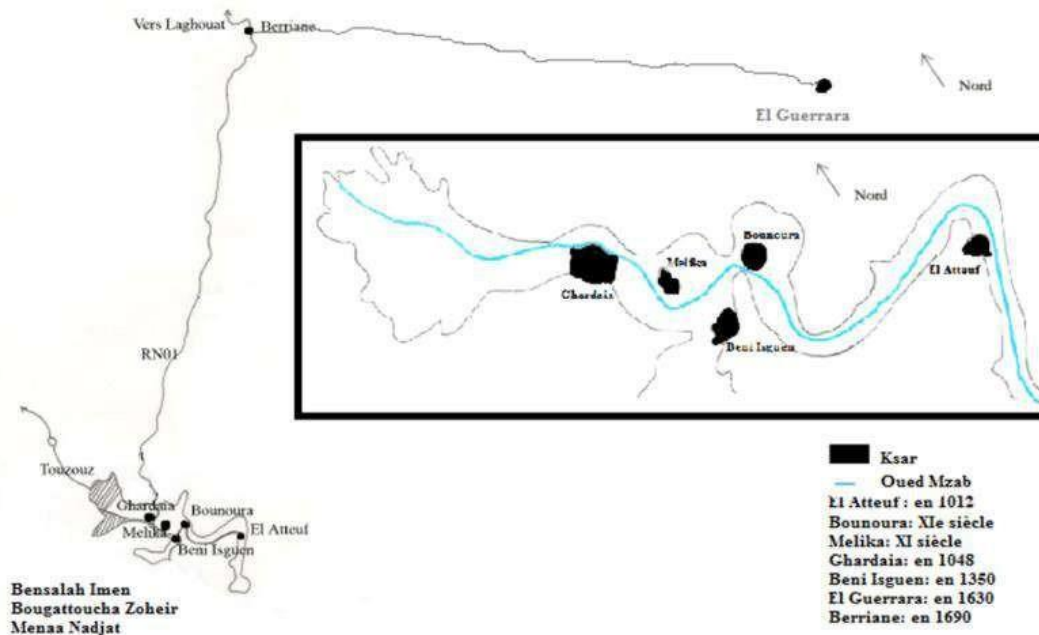 Vers Laghouat
Berriane
Nord
El Guerrara
Nord
Bounoura
Melika
El Attauf
Ghardaia
Beni Isguen
RN01
Touzouz
Ghardaia
Bounoura
Melika
El Atteuf
Beni Isguen
Ksar
Oued Mzab
El Atteuf : en 1012
Bounoura: XIe siècle
Melika: XI siècle
Ghardaia: en 1048
Beni Isguen: en 1350
El Guerrara: en 1630
Berriane: en 1690
Bensalah Imen
Bougattoucha Zoheir
Menaa Nadjat